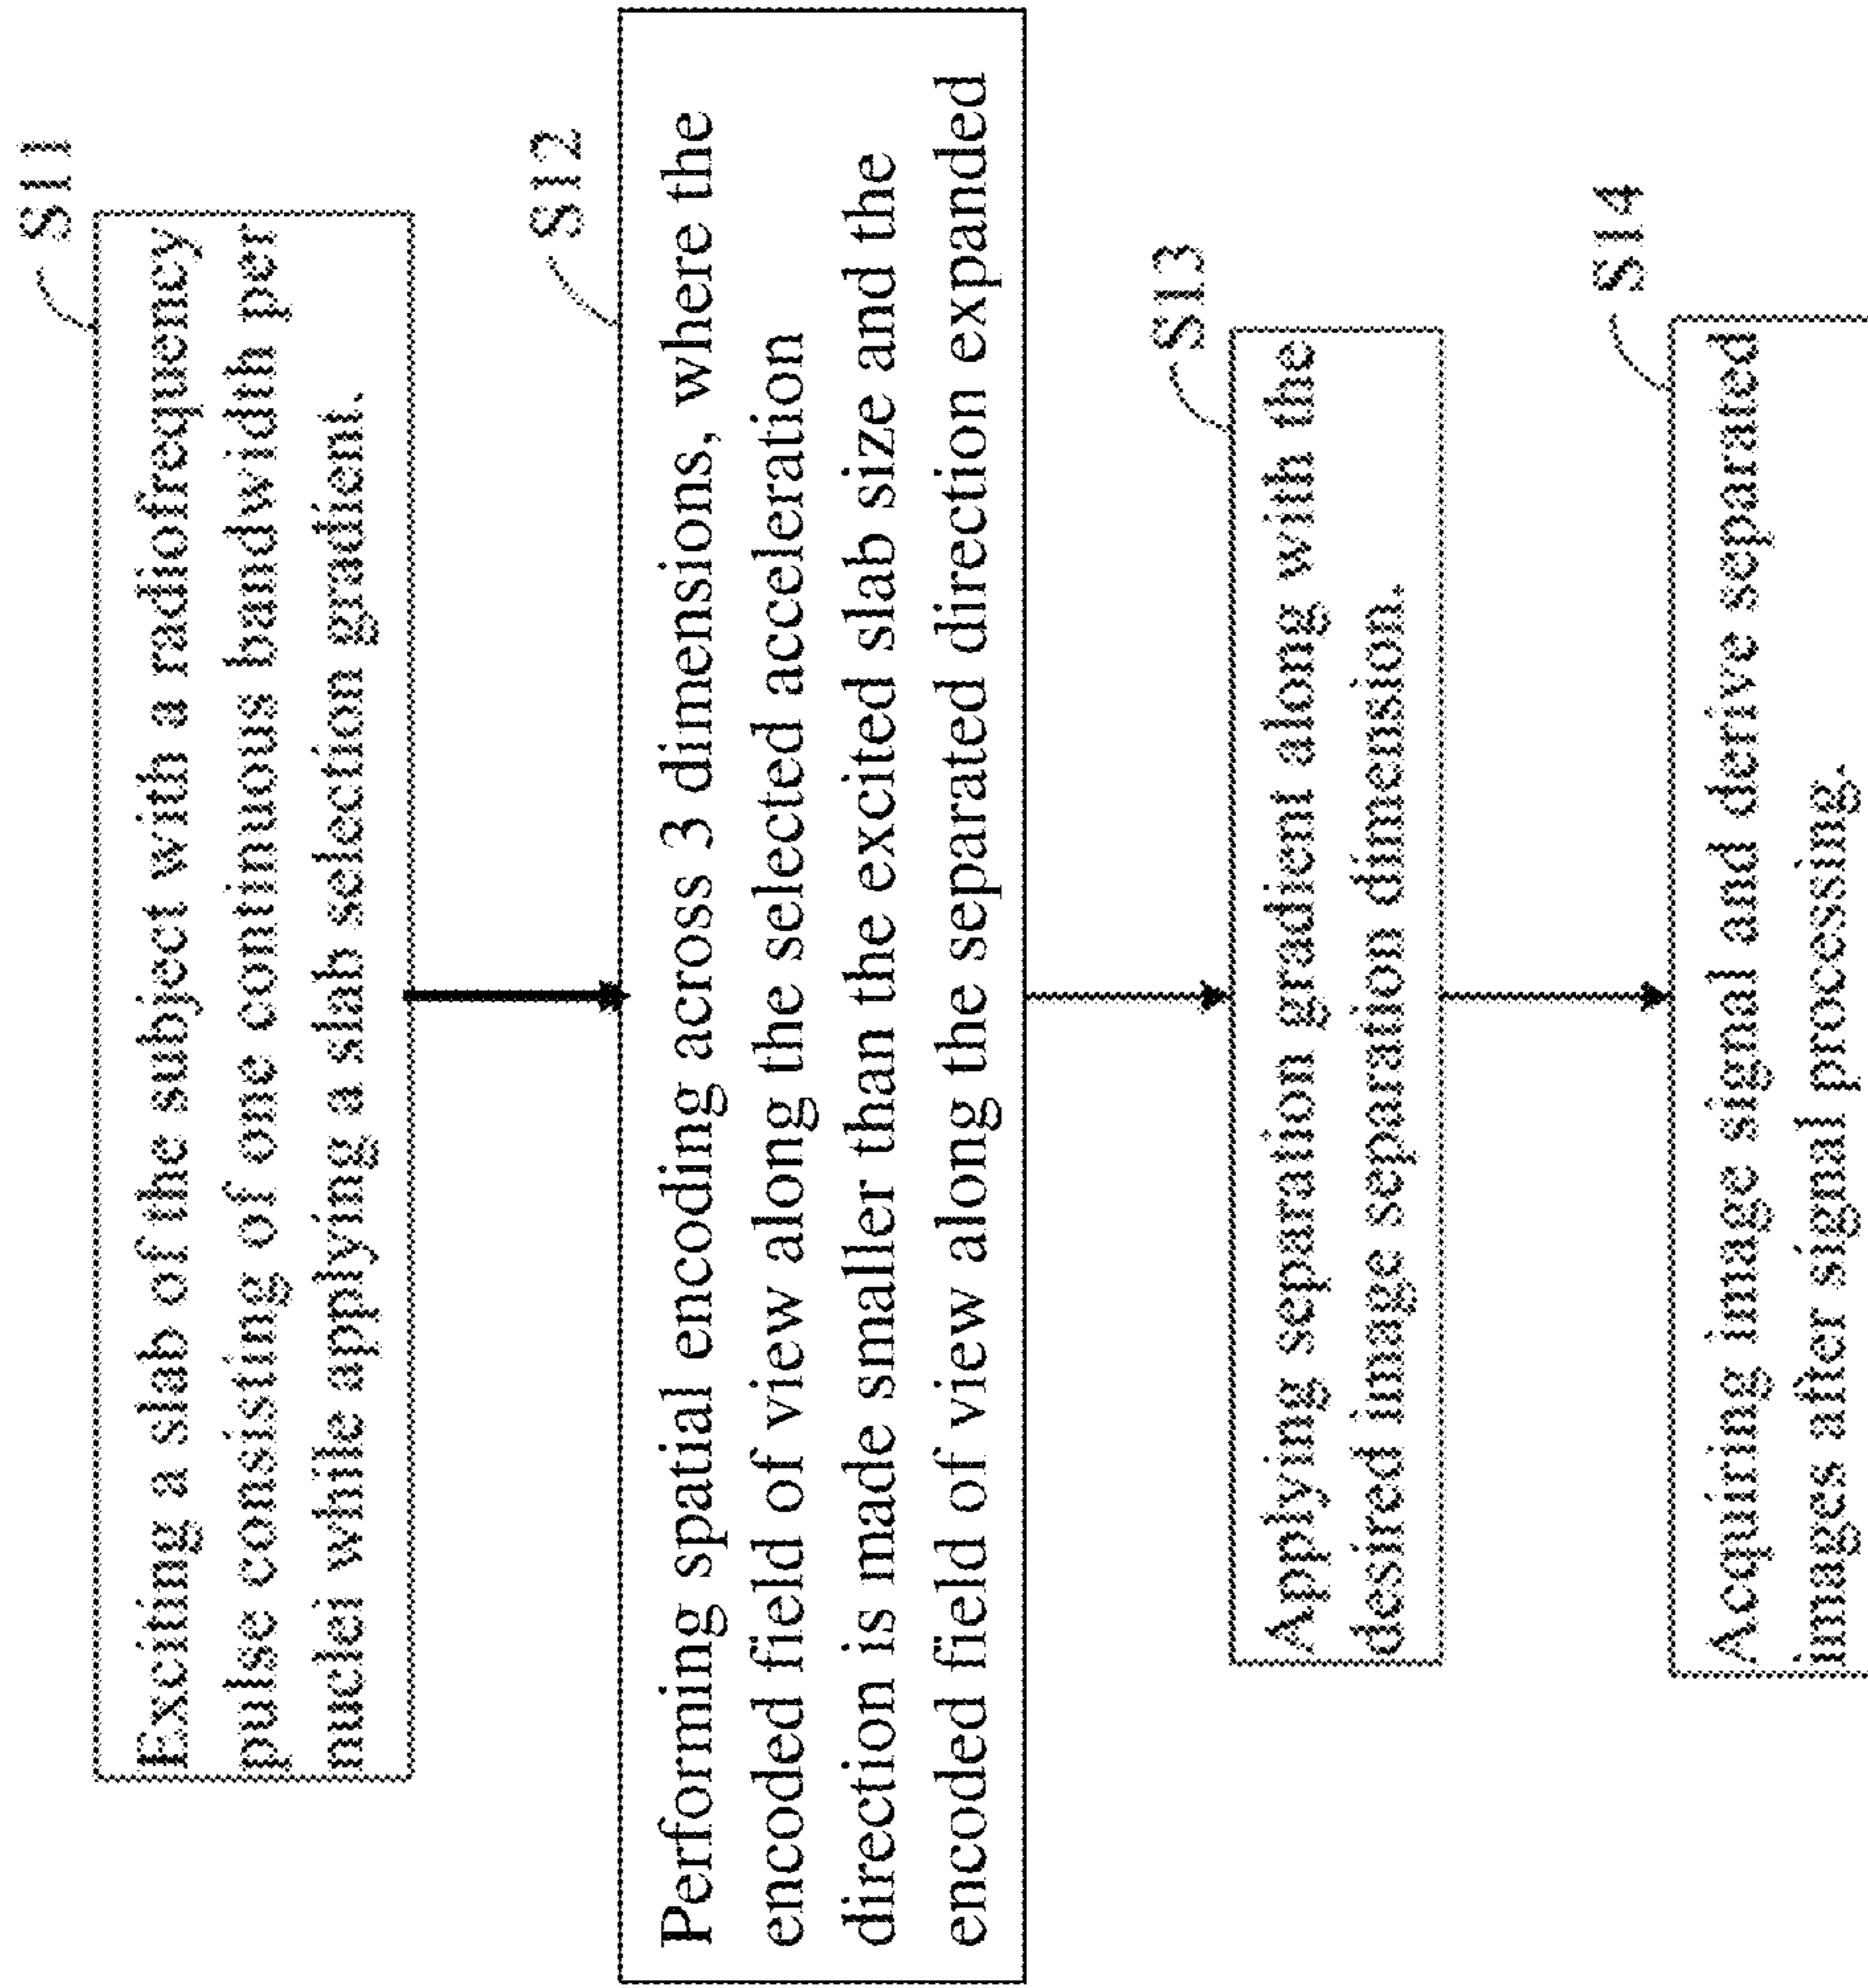 S11
Exciting a slab of the subject with a radiofrequency
pulse consisting of one continuous bandwidth per
nuclei while applying a slab selection gradient.
S12
Performing spatial encoding across 3 dimensions, where the
encoded field of view along the selected acceleration
direction is made smaller than the excited slab size and the
encoded field of view along the separated direction expanded
S13
Applying separation gradient along with the
desired image separation dimension.
S14
Acquiring image signal and derive separated
images after signal processing.